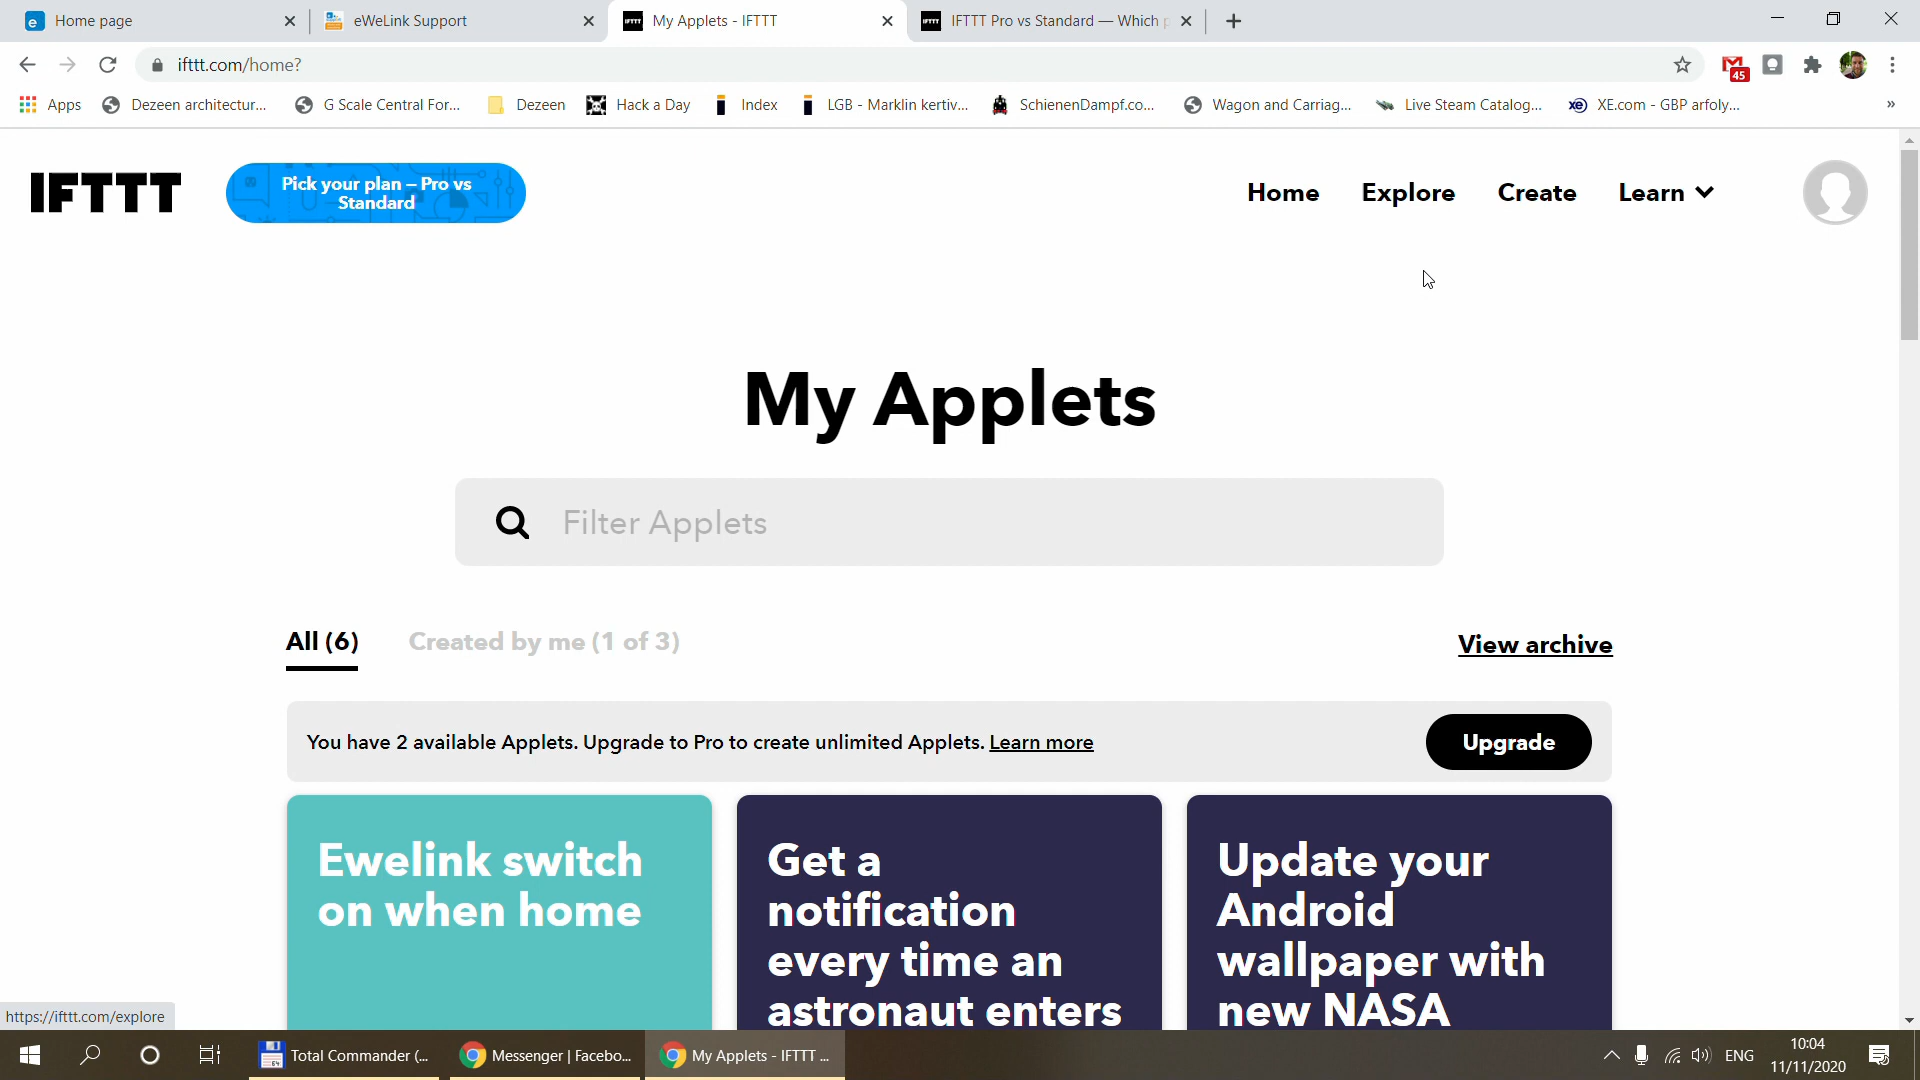 Home page
eWeLink Support
My Applets - IFTTT
IFTTT Pro vs Standard — Which p
ifttt.com/home?
45
Apps
Dezeen architectur...
G Scale Central For...
Dezeen
Hack a Day
Index
LGB - Marklin kertiv...
SchienenDampf.co...
Wagon and Carriag...
Live Steam Catalog...
XE.com - GBP arfoly...
»
IFTTT
Pick your plan – Pro vs
Standard
Home
Explore
Create
Learn
My Applets
Filter Applets
All (6)
Created by me (1 of 3)
View archive
You have 2 available Applets. Upgrade to Pro to create unlimited Applets. Learn more
Upgrade
Ewelink switch
on when home
Get a
notification
every time an
astronaut enters
Update your
Android
wallpaper with
new NASA
https://ifttt.com/explore
Total Commander (...
Messenger | Facebo...
My Applets - IFTTT ...
ENG
10:04
11/11/2020